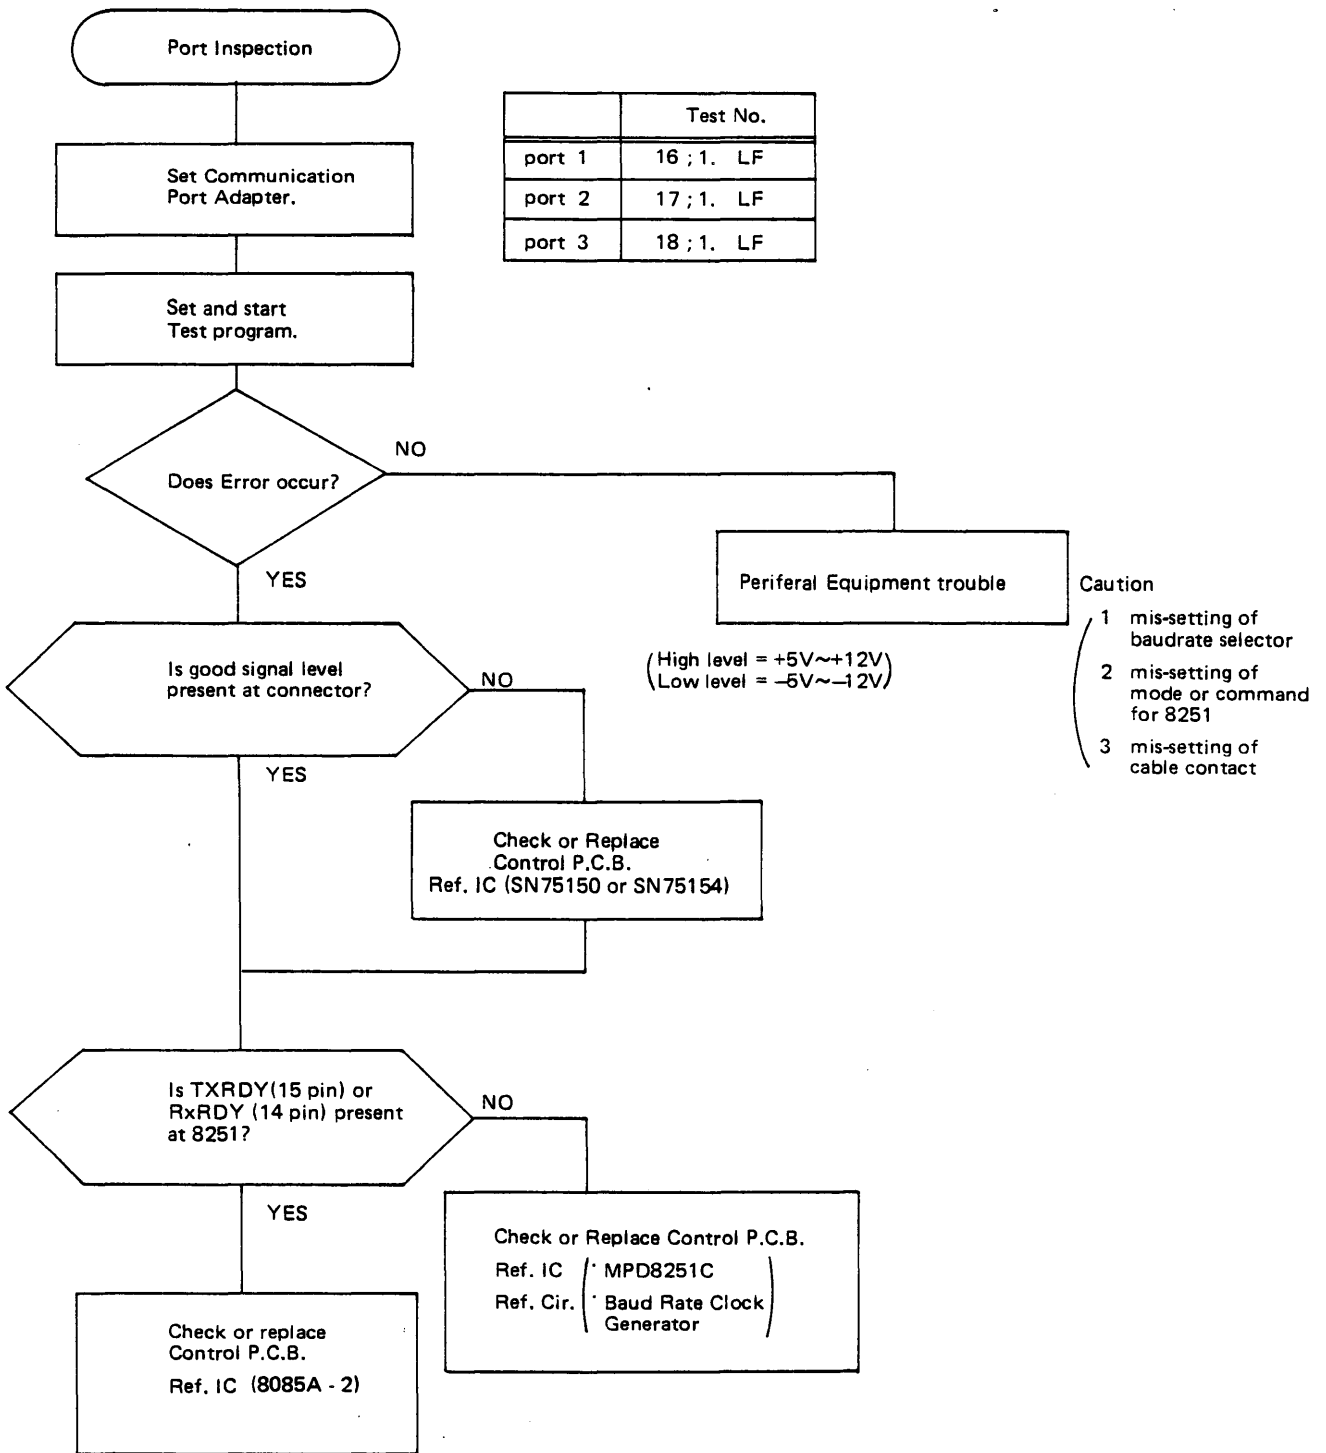 Port Inspection
Set Communication
Port Adapter.
Test No.
port 1 16 ; 1. LF
port 2 17 ; 1. LF
port 3 18 ; 1. LF
Set and start
Test program.
Does Error occur?
NO
YES
Periferal Equipment trouble
Caution
1 mis-setting of
baudrate selector
2 mis-setting of
mode or command
for 8251
3 mis-setting of
cable contact
(High level = +5V~+12V)
(Low level = –5V~–12V)
Is good signal level
present at connector?
NO
YES
Check or Replace
Control P.C.B.
Ref. IC (SN75150 or SN75154)
Is TXRDY(15 pin) or
RxRDY (14 pin) present
at 8251?
NO
YES
Check or Replace Control P.C.B.
Ref. IC (· MPD8251C
Ref. Cir. · Baud Rate Clock
Generator)
Check or replace
Control P.C.B.
Ref. IC (8085A - 2)